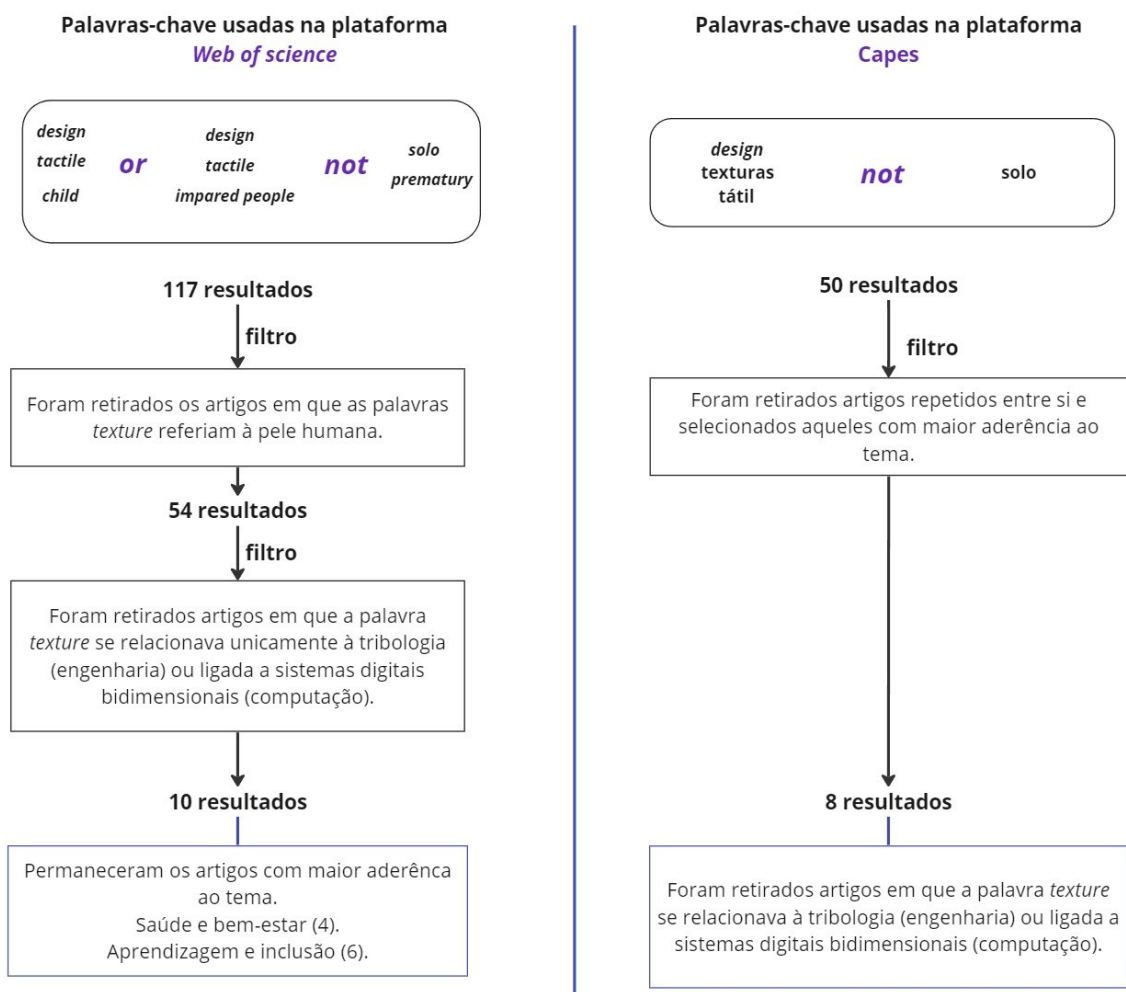 Palavras-chave usadas na plataforma
Web of science
design
tactile
child
or
design
tactile
impared people
not
solo
prematury
117 resultados
filtro
Foram retirados os artigos em que as palavras
texture referiam à pele humana.
54 resultados
filtro
Foram retirados artigos em que a palavra
texture se relacionava unicamente à tribologia
(engenharia) ou ligada a sistemas digitais
bidimensionais (computação).
10 resultados
Permaneceram os artigos com maior aderênca
ao tema.
Saúde e bem-estar (4).
Aprendizagem e inclusão (6).
Palavras-chave usadas na plataforma
Capes
design
texturas
tátil
not
solo
50 resultados
filtro
Foram retirados artigos repetidos entre si e
selecionados aqueles com maior aderência ao
tema.
8 resultados
Foram retirados artigos em que a palavra texture
se relacionava à tribologia (engenharia) ou ligada a
sistemas digitais bidimensionais (computação).